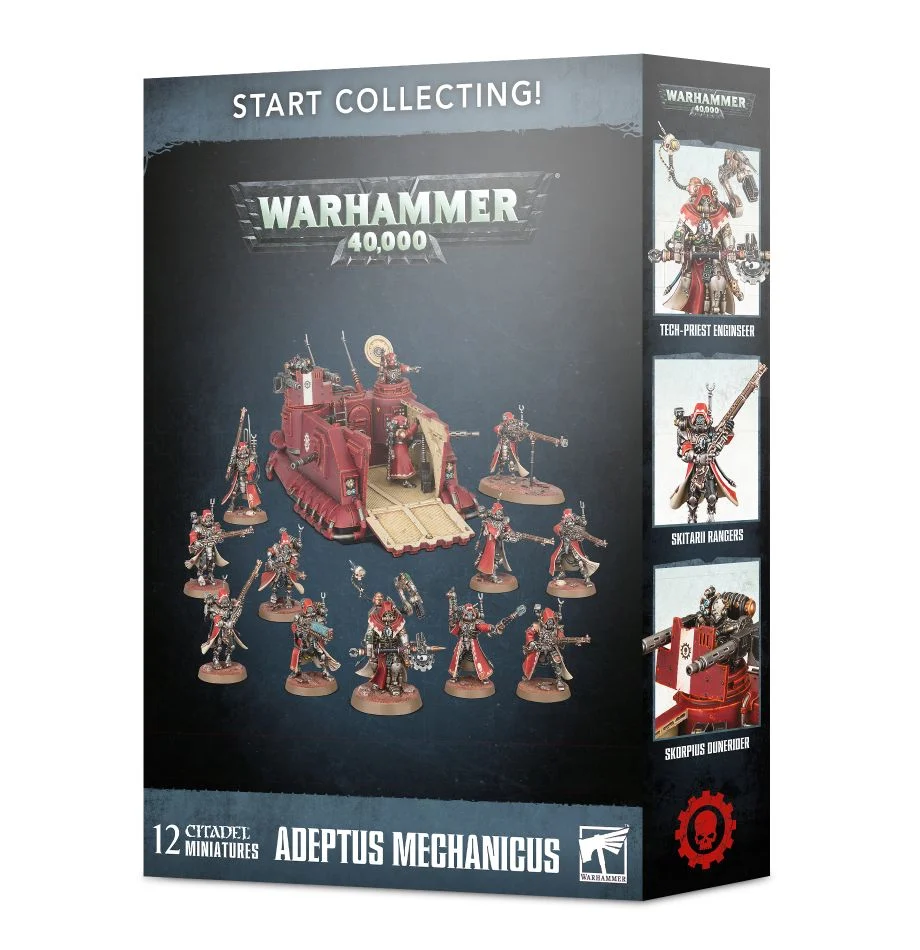 START COLLECTING!
WARHAMMER
40,000
12 CITADEL
MINIATURES
ADEPTUS MECHANICUS
WARHAMMER
WARHAMMER
40,000
TECH-PRIEST ENGINSEER
SKITARII RANGERS
SKORPIUS DUNERIDER